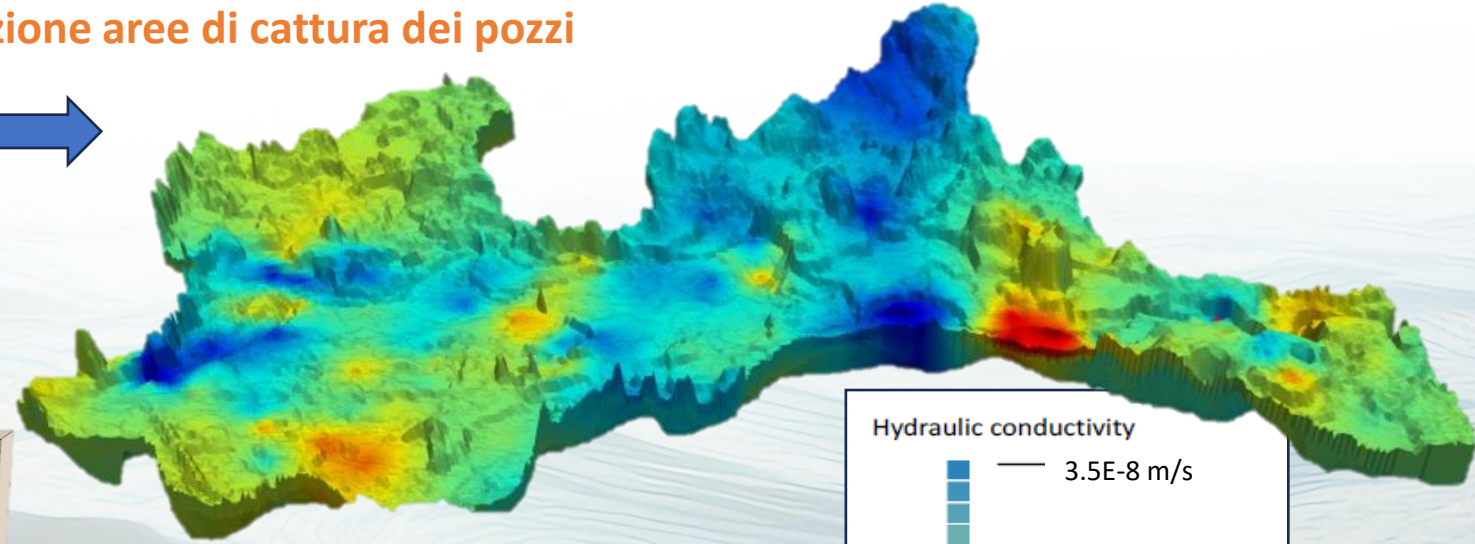 zione aree di cattura dei pozzi
Hydraulic conductivity
3.5E-8 m/s